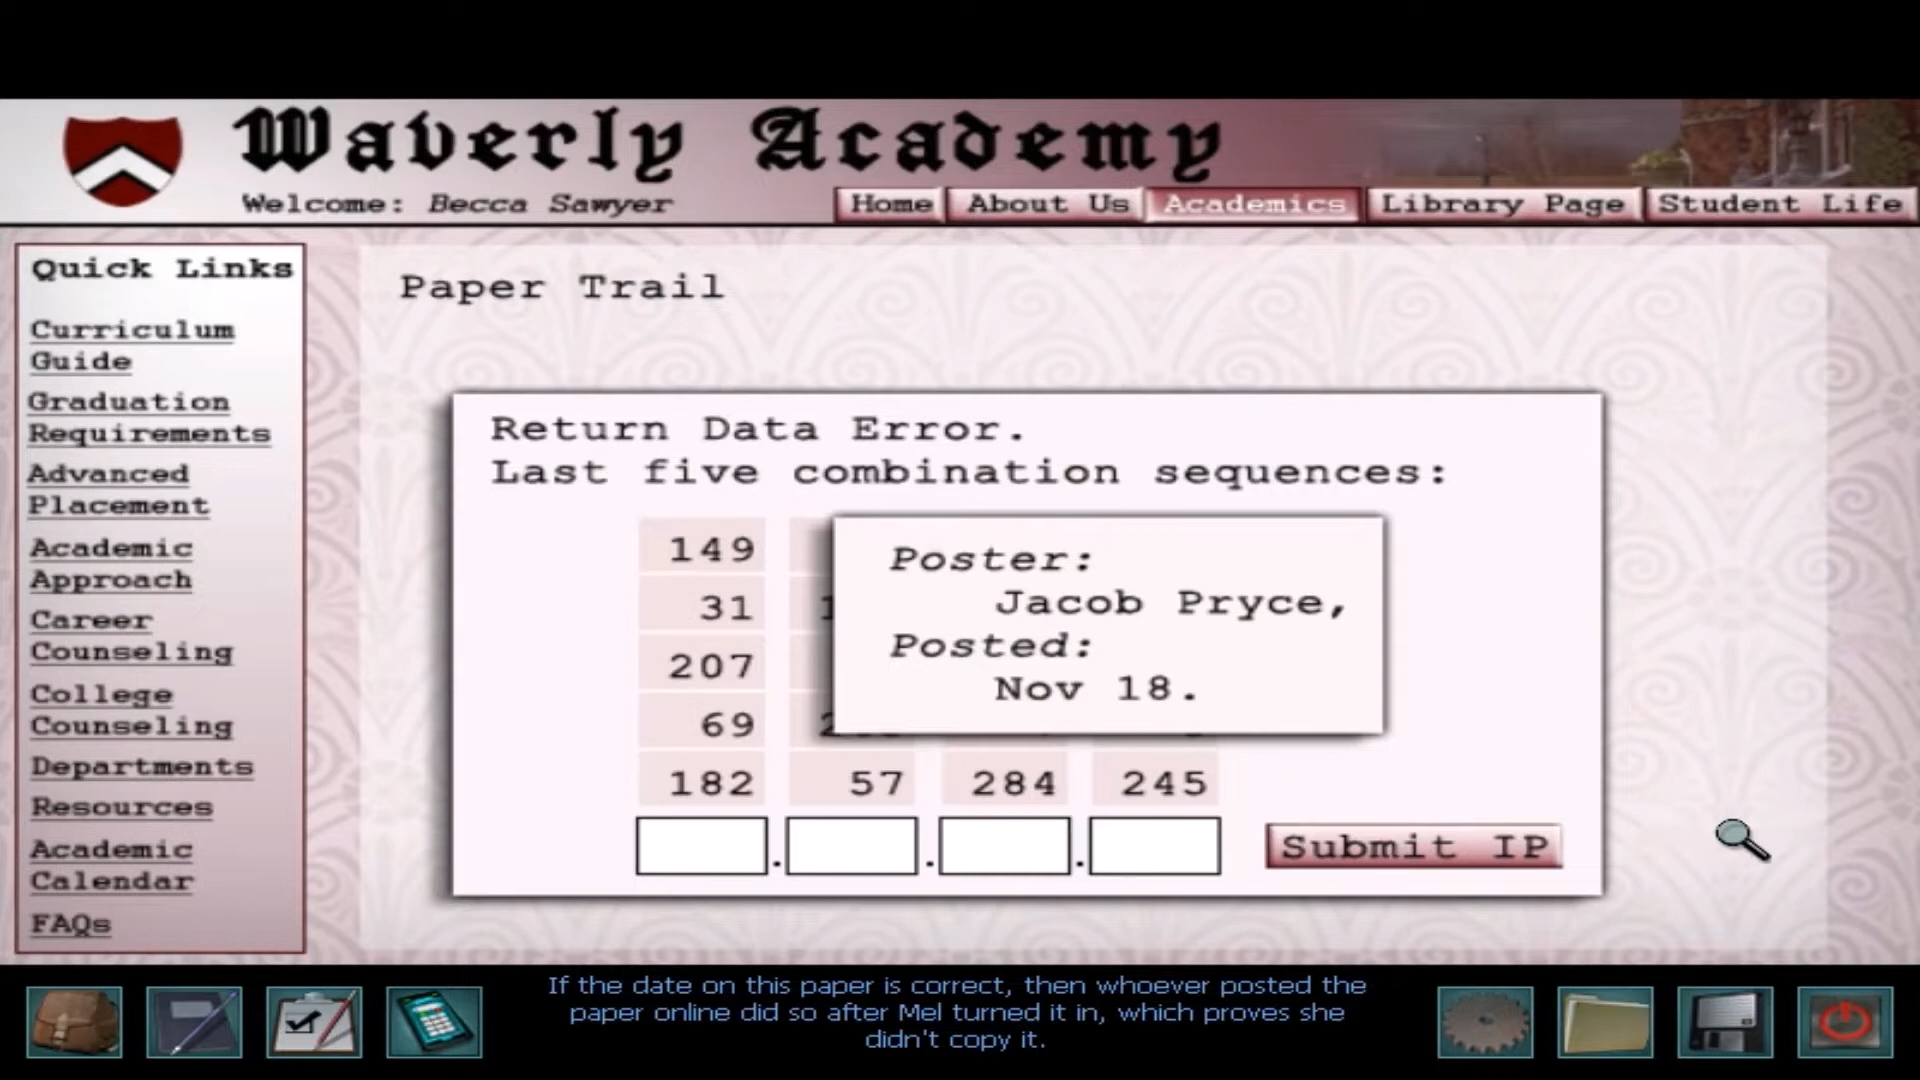 Waverly Academy
Welcome: Becca Sawyer
Home
About Us
Academics
Library Page
Student Life
Quick Links
Curriculum
Guide
Graduation
Requirements
Advanced
Placement
Academic
Approach
Career
Counseling
College
Counseling
Departments
Resources
Academic
Calendar
FAQs
Paper Trail
Return Data Error.
Last five combination sequences:
149
31
207
69
182 57 284 245
. . .
Submit IP
Poster:
Jacob Pryce,
Posted:
Nov 18.
If the date on this paper is correct, then whoever posted the
paper online did so after Mel turned it in, which proves she
didn't copy it.